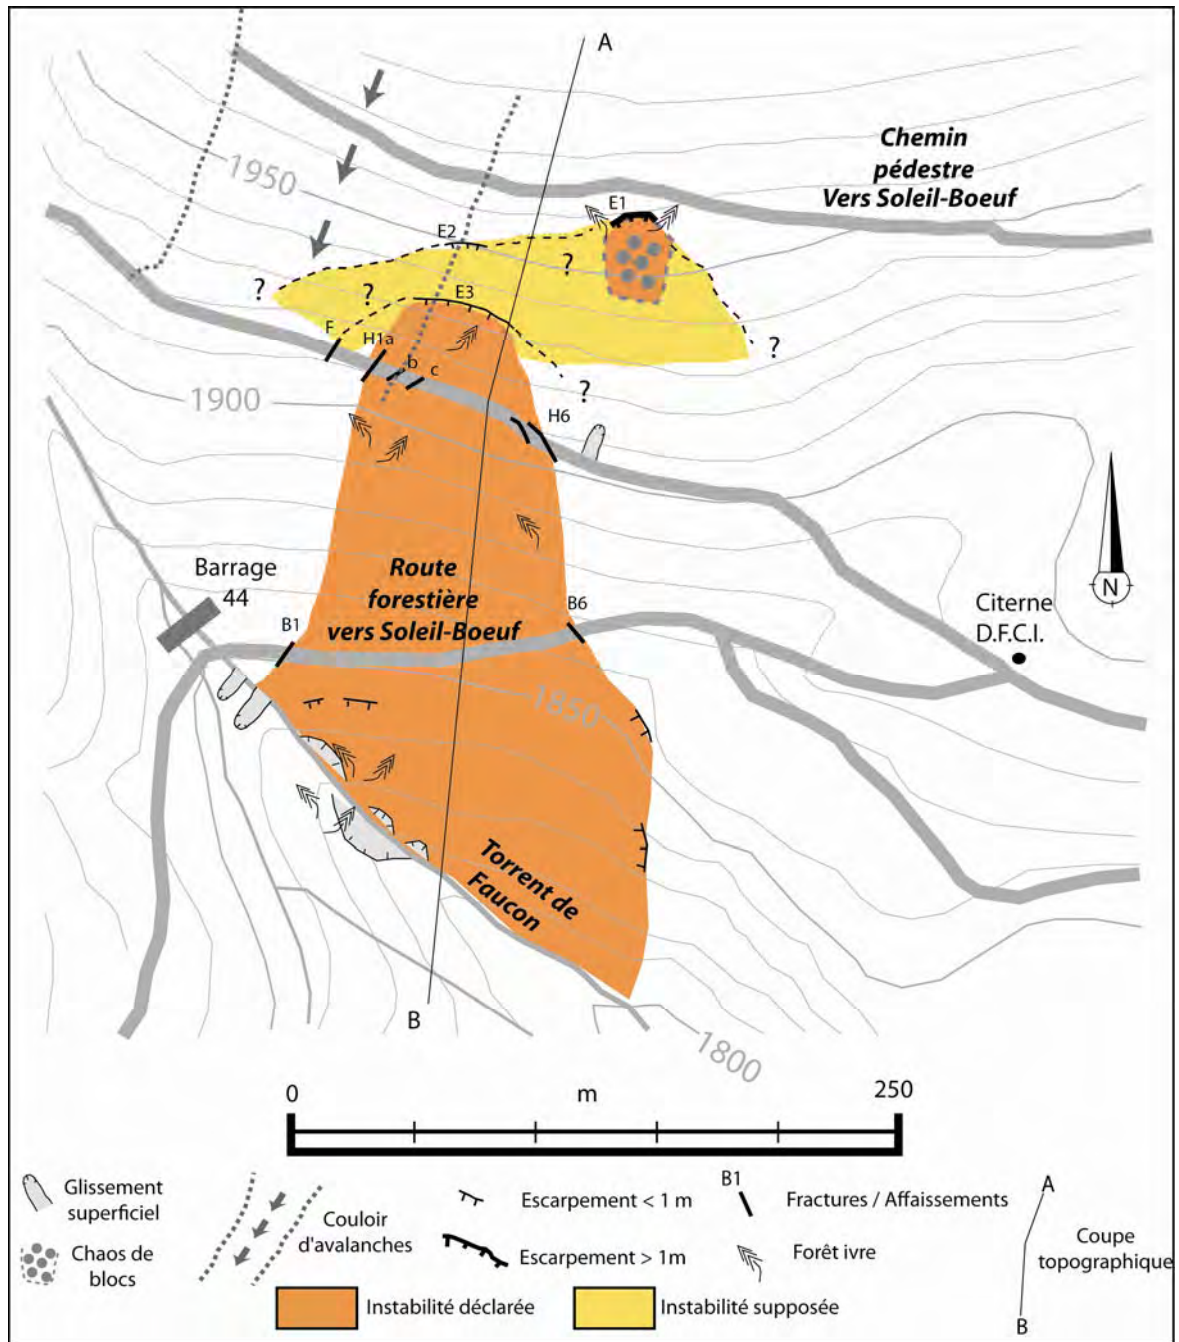 A
Chemin
pédestre
Vers Soleil-Boeuf
1950
E1
E2
?
?
?
E3
F
H1a
?
b
c
?
1900
H6
Barrage
44
Route
forestière
vers Soleil-Boeuf
N
Citerne
D.F.C.I.
B1
B6
1850
Torrent de
Faucon
B
1800
0 m 250
Glissement
superficiel
Chaos de
blocs
Couloir
d'avalanches
Escarpement < 1 m
Escarpement > 1m
B1
Fractures / Affaissements
Forêt ivre
A
Coupe
topographique
B
Instabilité déclarée
Instabilité supposée